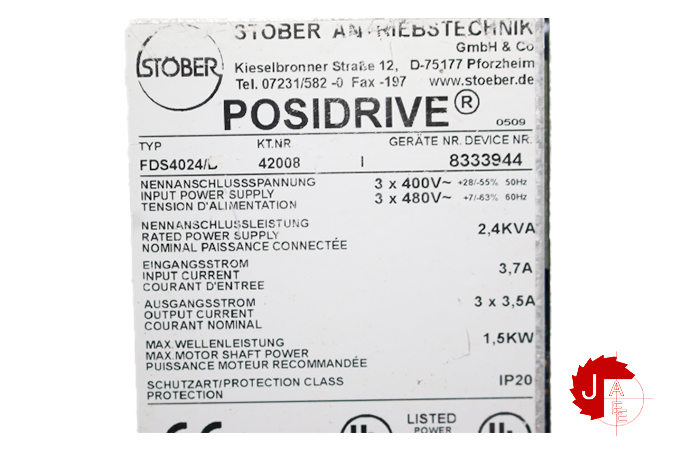 STÖBER ANTRIEBSTECHNIK
GmbH & Co
STÖBER
Kieselbronner Straße 12, D-75177 Pforzheim
Tel. 07231/582 -0 Fax -197 www.stoeber.de
POSIDRIVE®
0509
TYP KT.NR GERÄTE NR. DEVICE NR.
42008 I 8333944
NENNANSCHLUSSSPANNUNG 3 x 400V~ +28/-55% 50Hz
INPUT POWER SUPPLY 3 x 480V~ +7/-63% 60Hz
TENSION D'ALIMENTATION
NENNANSCHLUSSLEISTUNG 2,4KVA
RATED POWER SUPPLY
NOMINAL PAISSANCE CONNECTÉE
EINGANGSSTROM 3,7A
INPUT CURRENT
COURANT D'ENTREE
AUSGANGSSTROM 3 x 3,5A
OUTPUT CURRENT
COURANT NOMINAL
MAX.WELLENLEISTUNG 1,5KW
MAX.MOTOR SHAFT POWER
PUISSANCE MOTEUR RECOMMANDÉE
SCHUTZART/PROTECTION CLASS IP20
PROTECTION
LISTED
POWER
JAEE